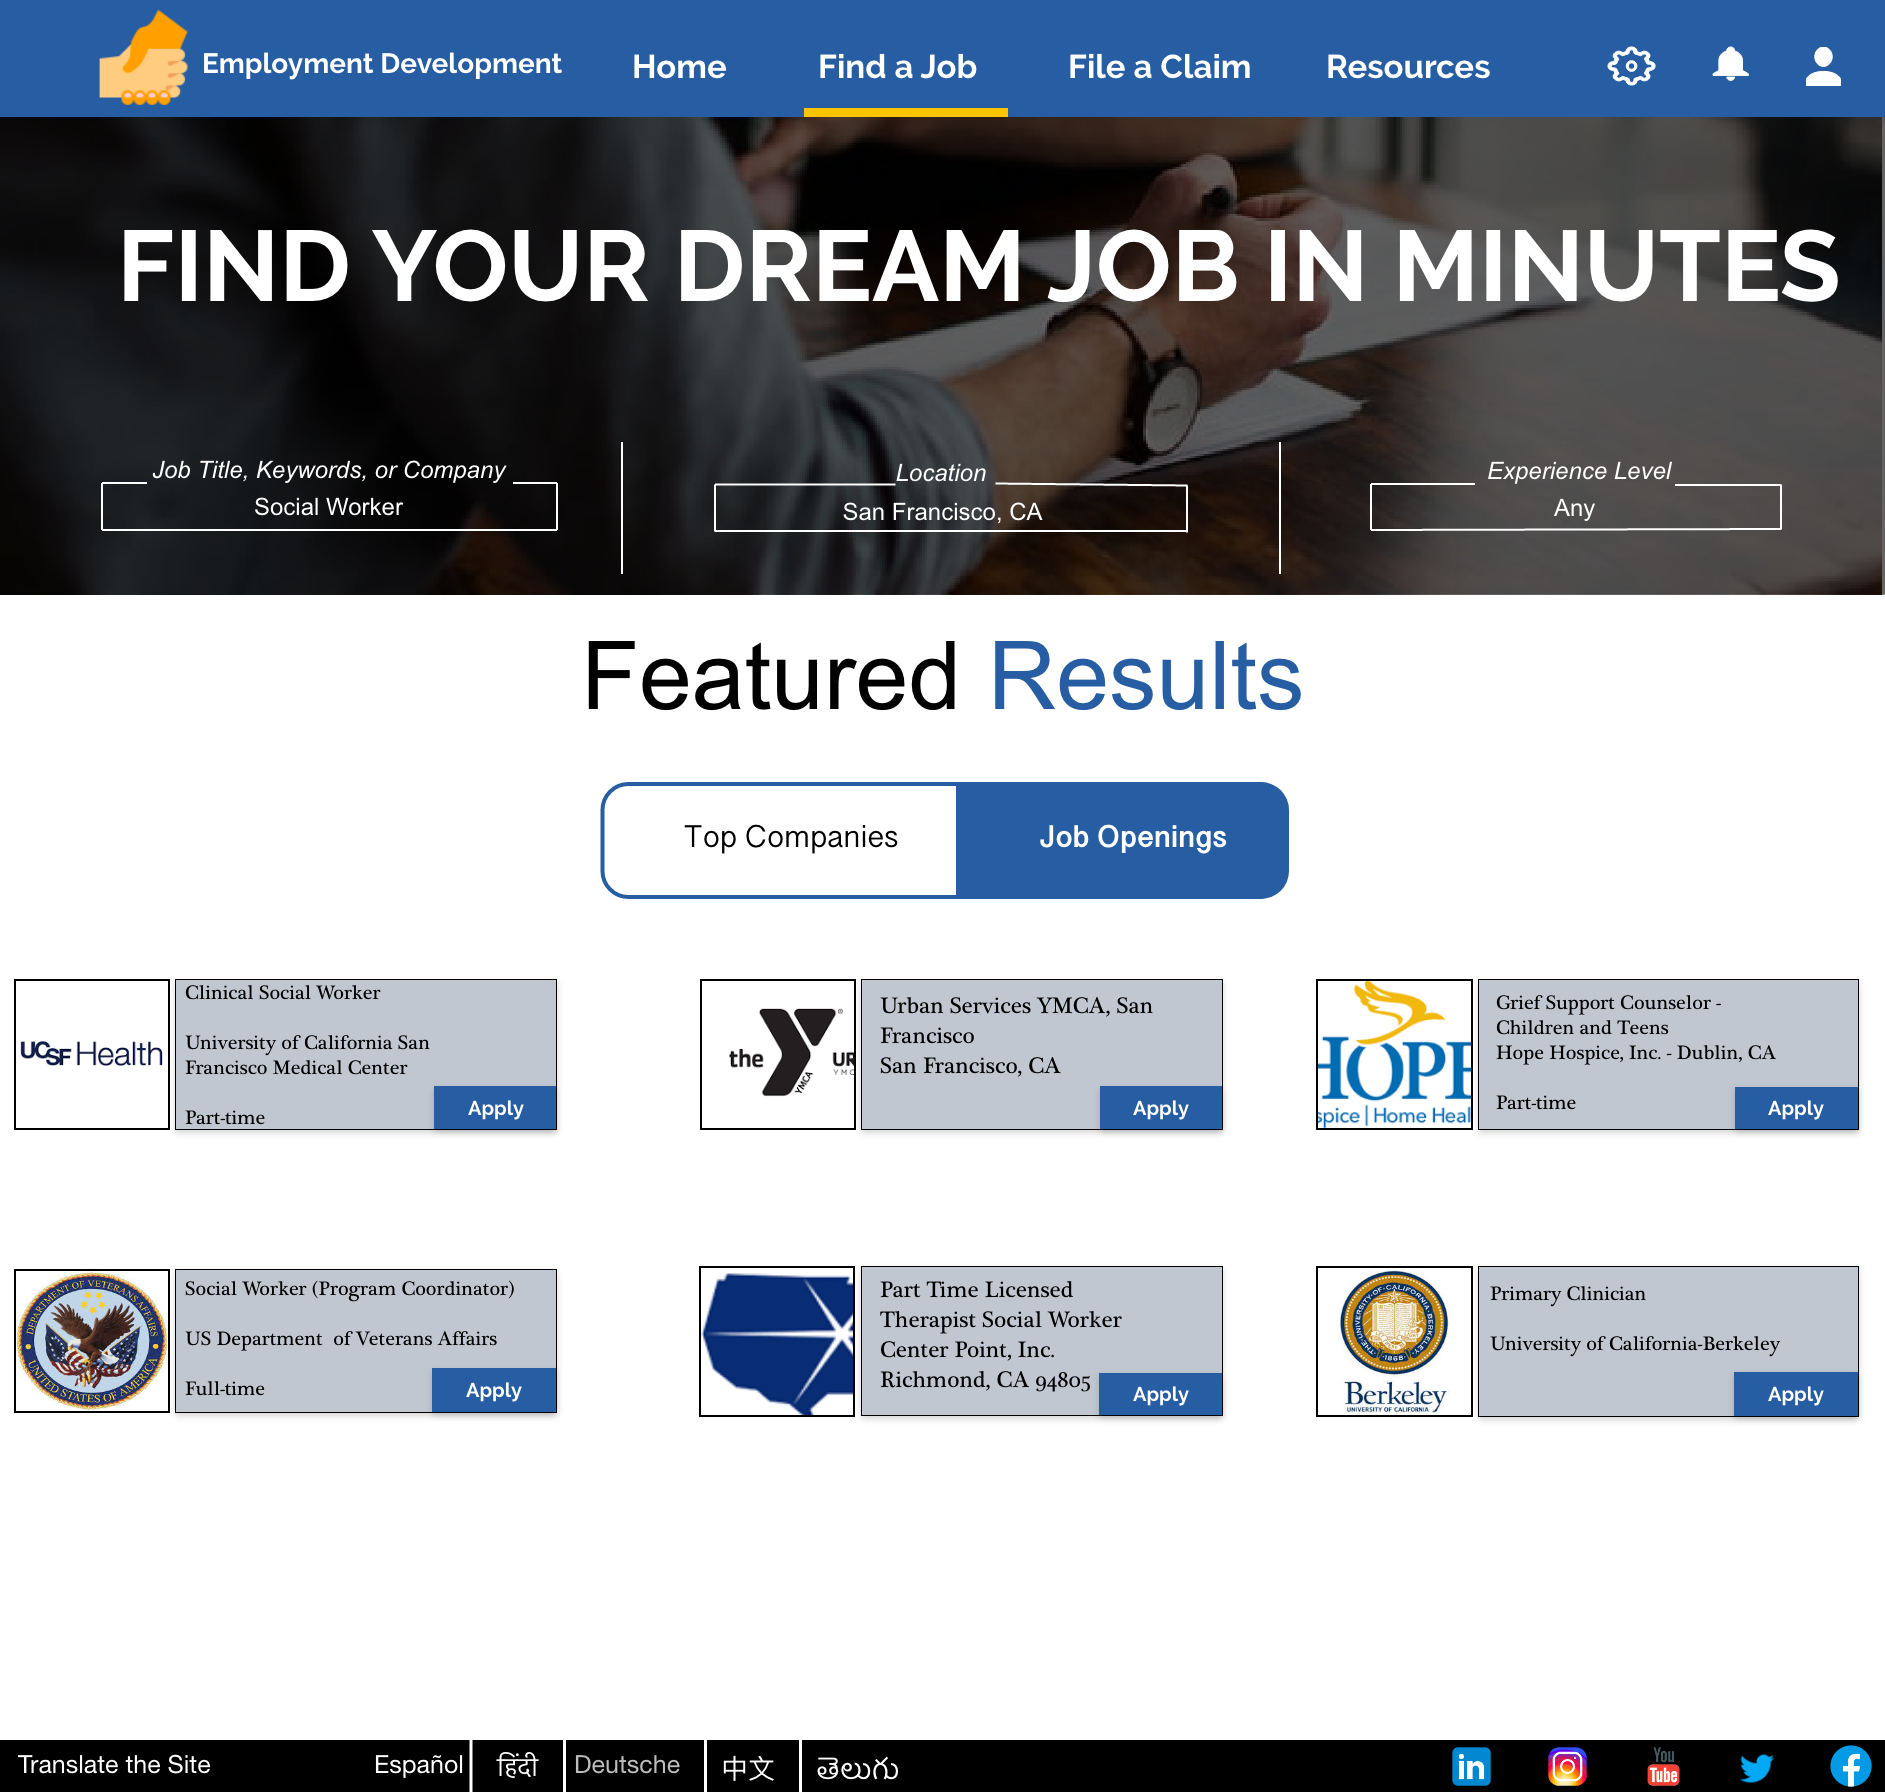 Employment Development
Home
Find a Job
File a Claim
Resources
FIND YOUR DREAM JOB IN MINUTES
Job Title, Keywords, or Company
Social Worker
Location
San Francisco, CA
Experience Level
Any
Featured Results
Top Companies
Job Openings
UCSF Health
Clinical Social Worker
University of California San
Francisco Medical Center
Part-time
Apply
the
YMCA
UR
YMC
Urban Services YMCA, San
Francisco
San Francisco, CA
Apply
HOPE
spice | Home Heal
Grief Support Counselor -
Children and Teens
Hope Hospice, Inc. - Dublin, CA
Part-time
Apply
DEPARTMENT OF VETERANS AFFAIRS
UNITED STATES OF AMERICA
Social Worker (Program Coordinator)
US Department of Veterans Affairs
Full-time
Apply
Part Time Licensed
Therapist Social Worker
Center Point, Inc.
Richmond, CA 94805
Apply
THE·UNIVERSITY·OF·CALIFORNIA·BERKELEY
·1868·
Berkeley
UNIVERSITY OF CALIFORNIA
Primary Clinician
University of California-Berkeley
Apply
Translate the Site
Español
हिंदी
Deutsche
中文
తెలుగు
in
You
Tube
f